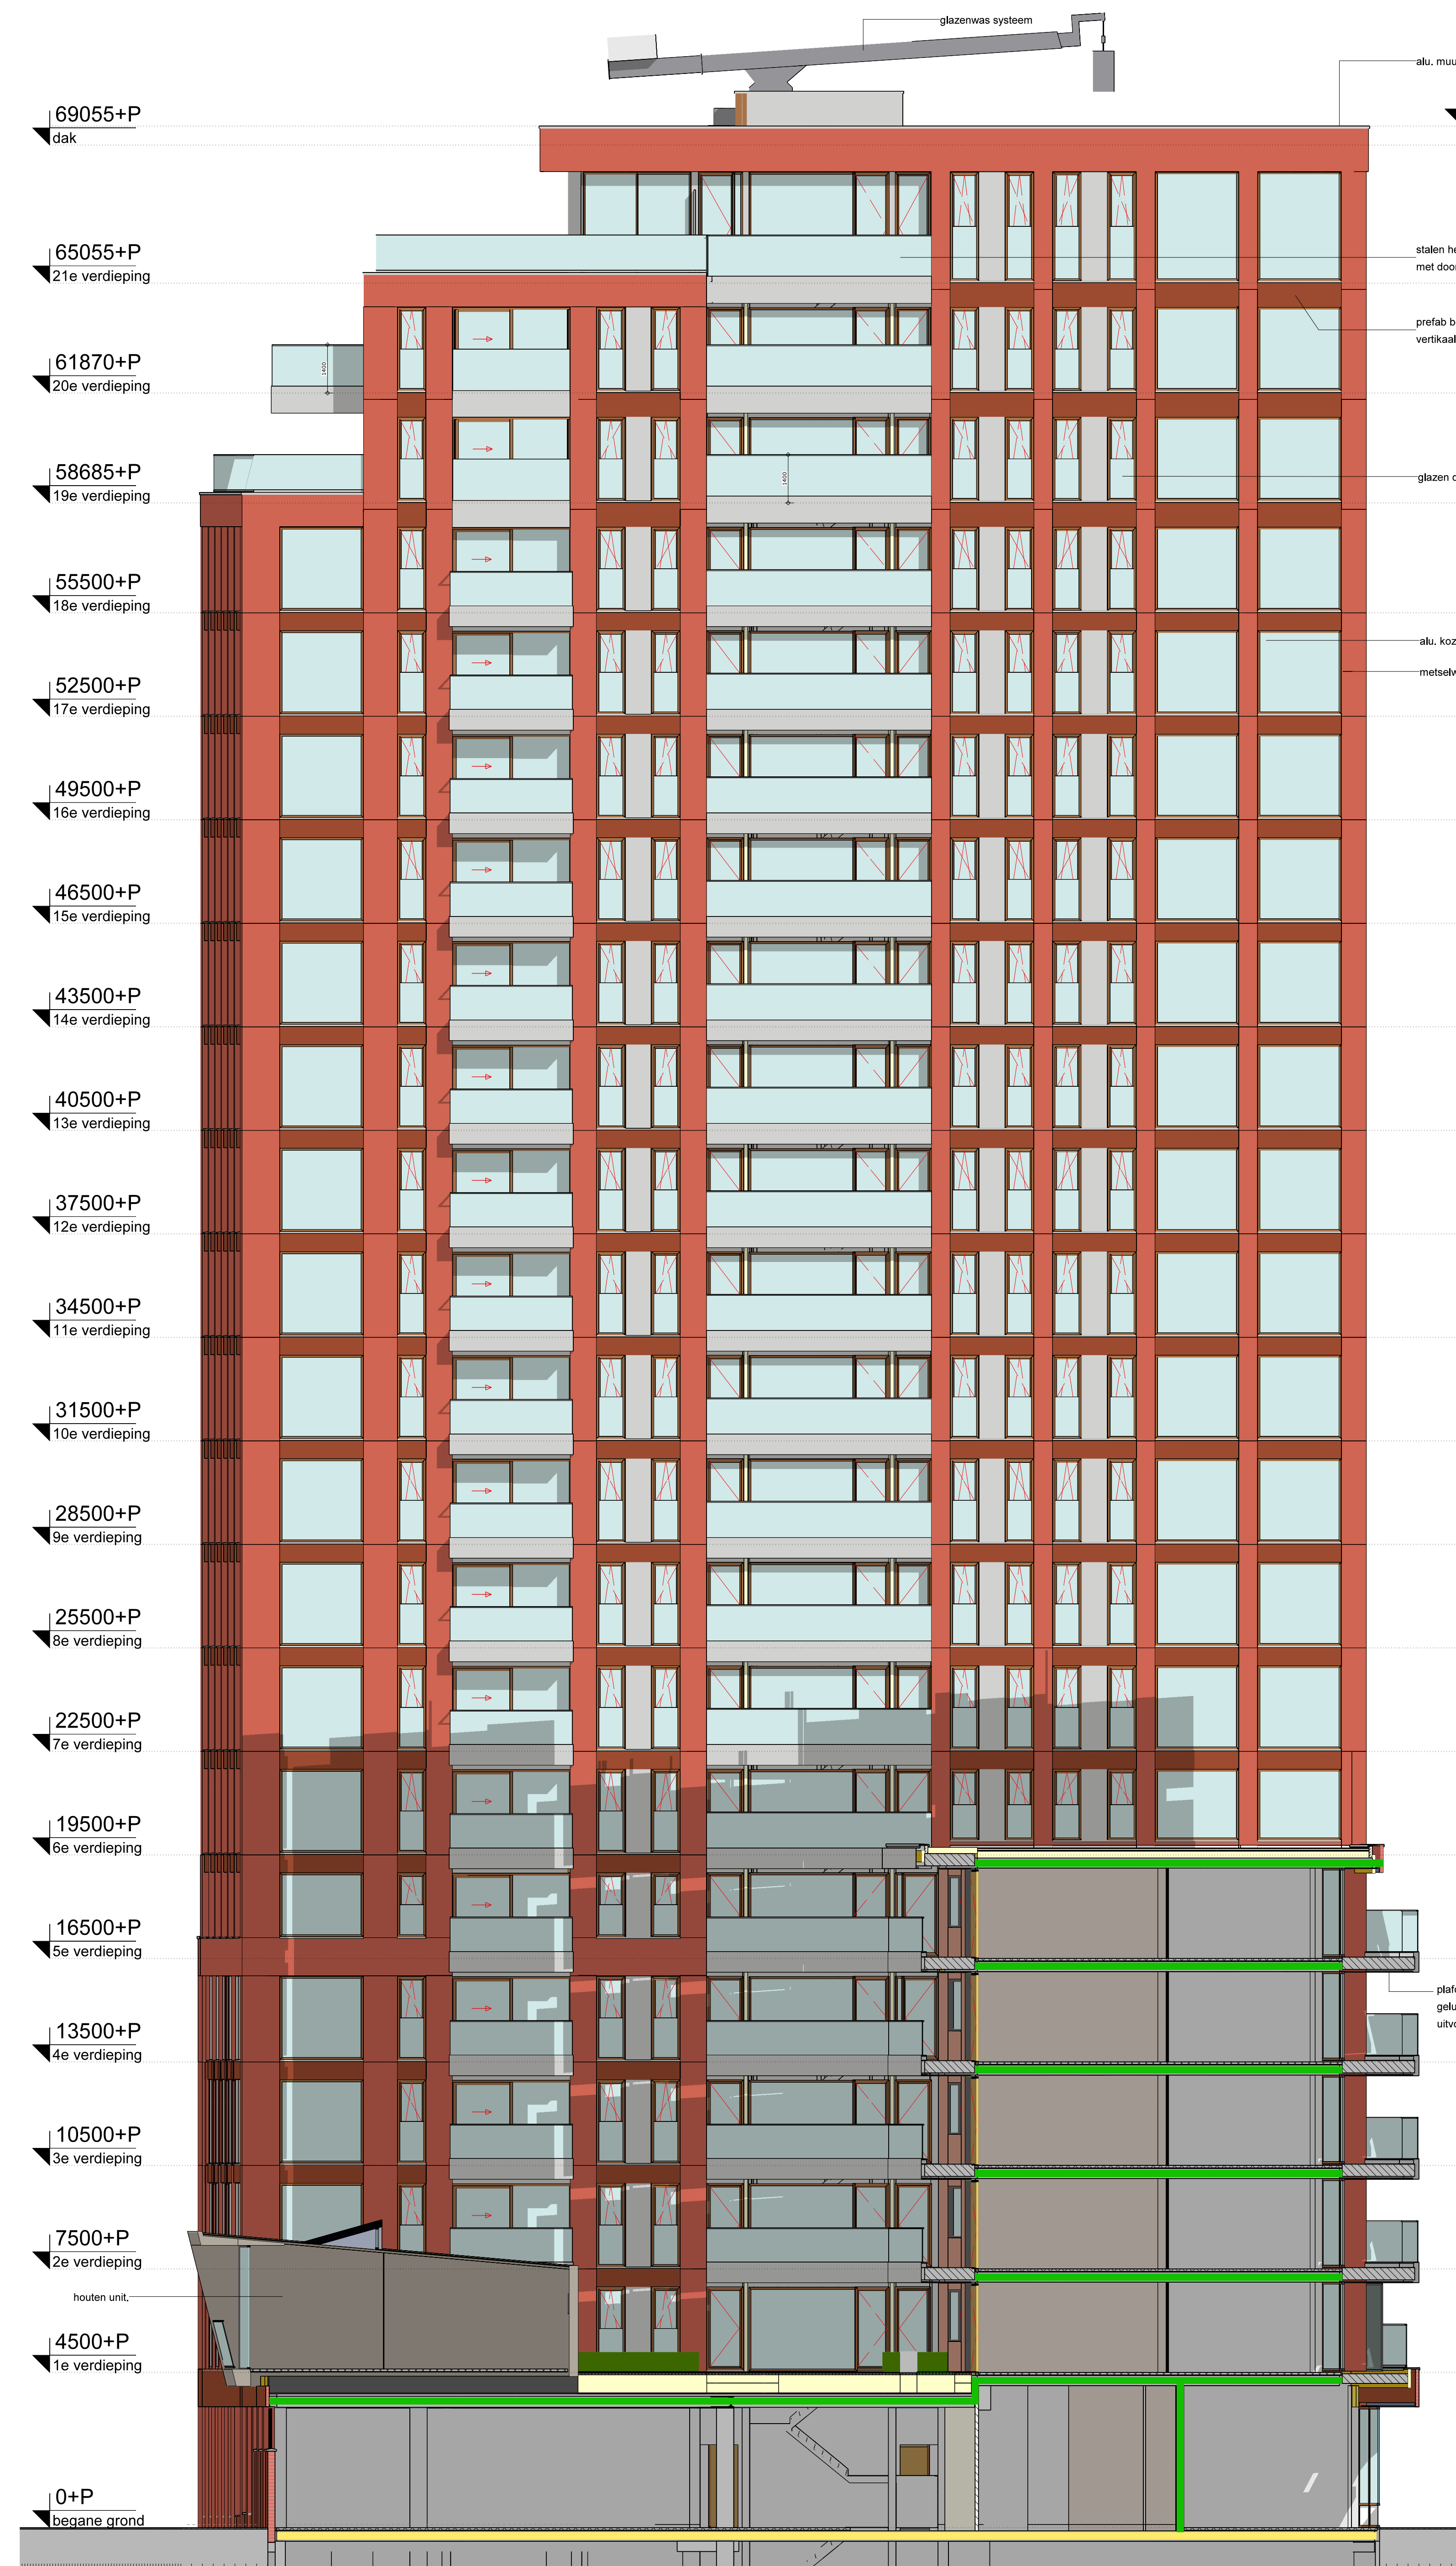 glazenwas systeem
alu. muu
69055+P
dak
65055+P
21e verdieping
stalen he
met door
prefab b
vertikaal
61870+P
20e verdieping
1400
58685+P
19e verdieping
1400
glazen d
55500+P
18e verdieping
alu. koz
metselw
52500+P
17e verdieping
49500+P
16e verdieping
46500+P
15e verdieping
43500+P
14e verdieping
40500+P
13e verdieping
37500+P
12e verdieping
34500+P
11e verdieping
31500+P
10e verdieping
28500+P
9e verdieping
25500+P
8e verdieping
22500+P
7e verdieping
19500+P
6e verdieping
16500+P
5e verdieping
plafo
gelu
uitvo
13500+P
4e verdieping
10500+P
3e verdieping
7500+P
2e verdieping
houten unit.
4500+P
1e verdieping
0+P
begane grond